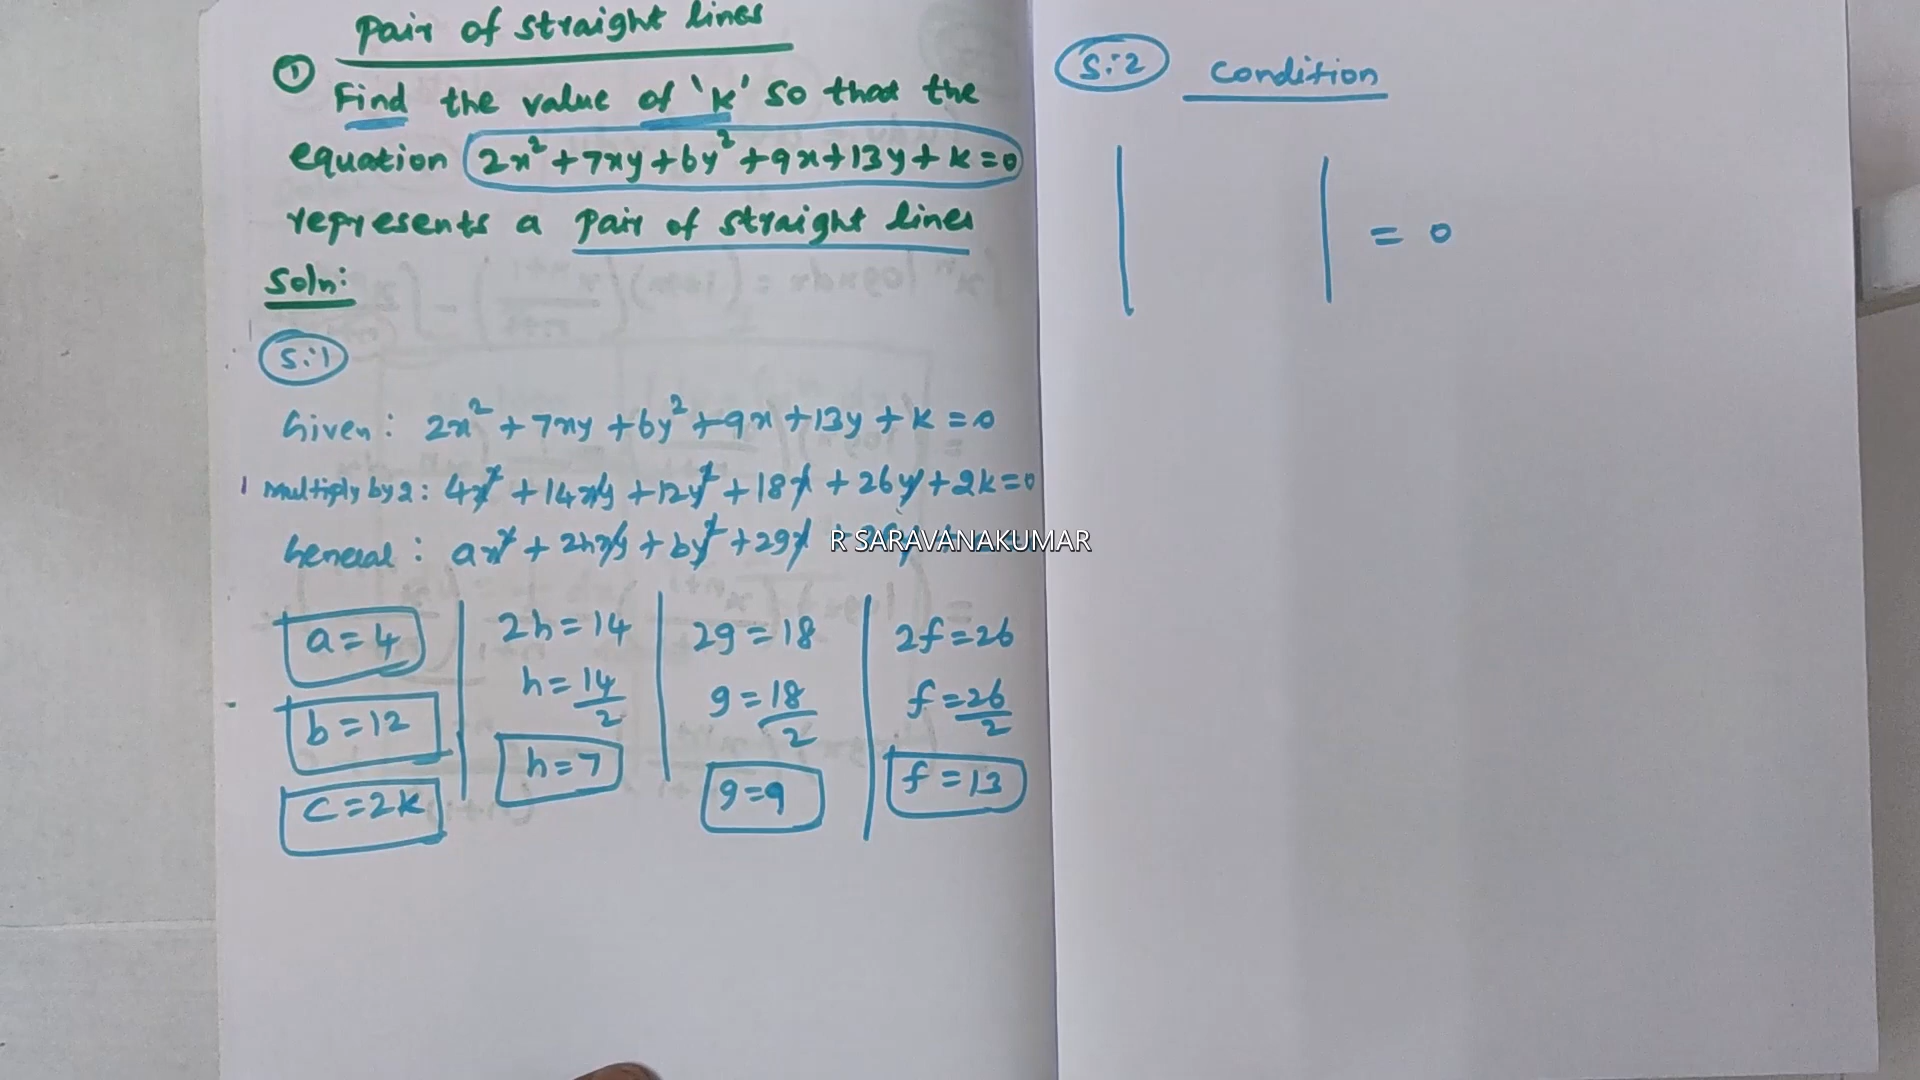 Pair of straight lines
① Find the value of 'k' so that the
equation 2x² + 7xy + 6y² + 9x + 13y + k = 0
represents a pair of straight lines
Soln:
S:1
Given: 2x² + 7xy + 6y² + 9x + 13y + k = 0
Multiply by 2: 4x² + 14xy + 12y² + 18x + 26y + 2k = 0
General: ax² + 2hxy + by² + 2gx
R SARAVANAKUMAR
a = 4
b = 12
c = 2k
2h = 14
h = 14/2
h = 7
2g = 18
g = 18/2
g = 9
2f = 26
f = 26/2
f = 13
S:2 Condition
| | = 0